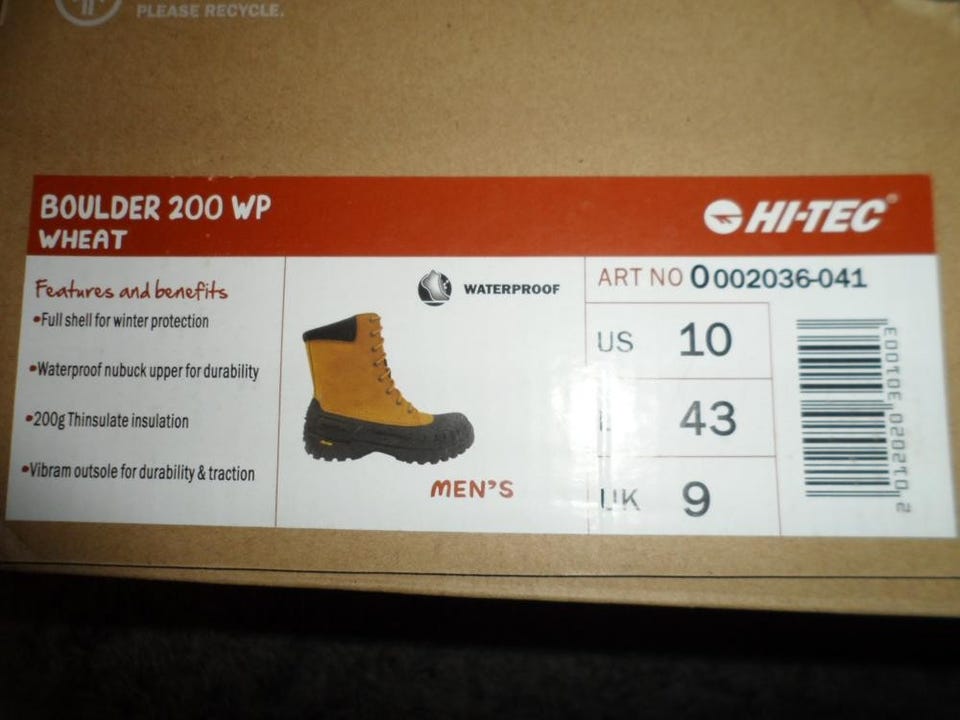 PLEASE RECYCLE.
BOULDER 200 WP
WHEAT
HI-TEC®
Features and benefits
•Full shell for winter protection
•Waterproof nubuck upper for durability
•200g Thinsulate insulation
•Vibram outsole for durability & traction
WATERPROOF
MEN'S
ART NO 0002036-041
US 10
43
UK 9